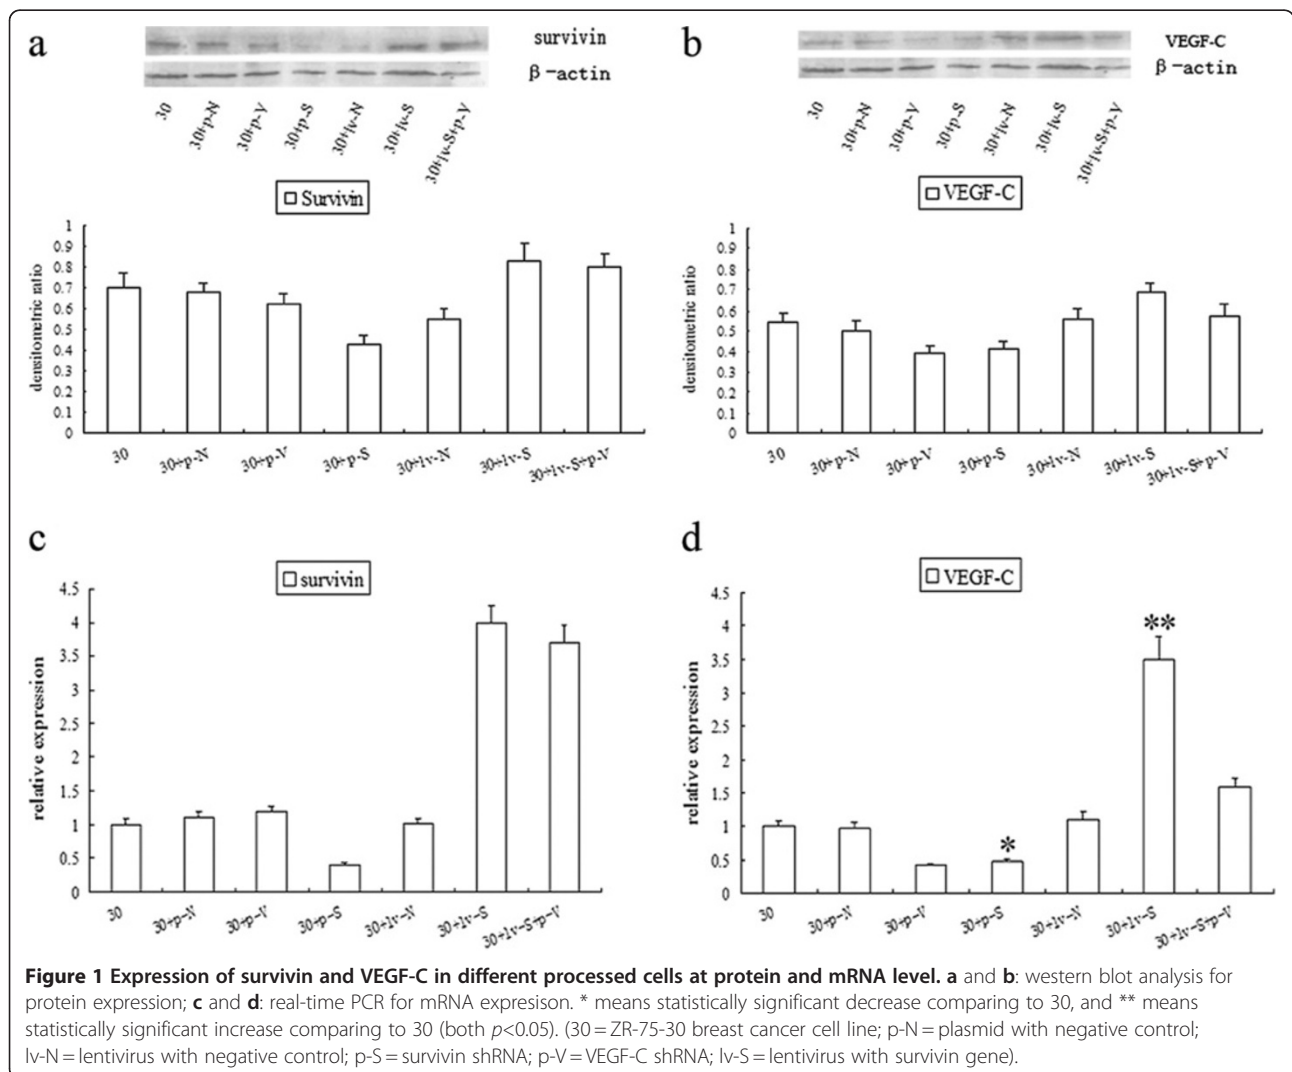 a
survivin
β-actin
30
30+p-N
30+p-V
30+p-S
30+lv-N
30+lv-S
30+lv-S+p-V
Survivin
densitometric ratio
1
0.9
0.8
0.7
0.6
0.5
0.4
0.3
0.2
0.1
0
30
30+p-N
30+p-V
30+p-S
30+lv-N
30+lv-S
30+lv-S+p-V
b
VEGF-C
β-actin
30
30+p-N
30+p-V
30+p-S
30+lv-N
30+lv-S
30+lv-S+p-V
VEGF-C
densitometric ratio
1
0.9
0.8
0.7
0.6
0.5
0.4
0.3
0.2
0.1
0
30
30+p-N
30+p-V
30+p-S
30+lv-N
30+lv-S
30+lv-S+p-V
c
survivin
relative expression
4.5
4
3.5
3
2.5
2
1.5
1
0.5
0
30
30+p-N
30+p-V
30+p-S
30+lv-N
30+lv-S
30+lv-S+p-V
d
VEGF-C
relative expression
4.5
4
3.5
3
2.5
2
1.5
1
0.5
0
*
**
30
30+p-N
30+p-V
30+p-S
30+lv-N
30+lv-S
30+lv-S+p-V
Figure 1 Expression of survivin and VEGF-C in different processed cells at protein and mRNA level. a and b: western blot analysis for
protein expression; c and d: real-time PCR for mRNA expresison. * means statistically significant decrease comparing to 30, and ** means
statistically significant increase comparing to 30 (both p<0.05). (30 = ZR-75-30 breast cancer cell line; p-N = plasmid with negative control;
lv-N = lentivirus with negative control; p-S = survivin shRNA; p-V = VEGF-C shRNA; lv-S = lentivirus with survivin gene).